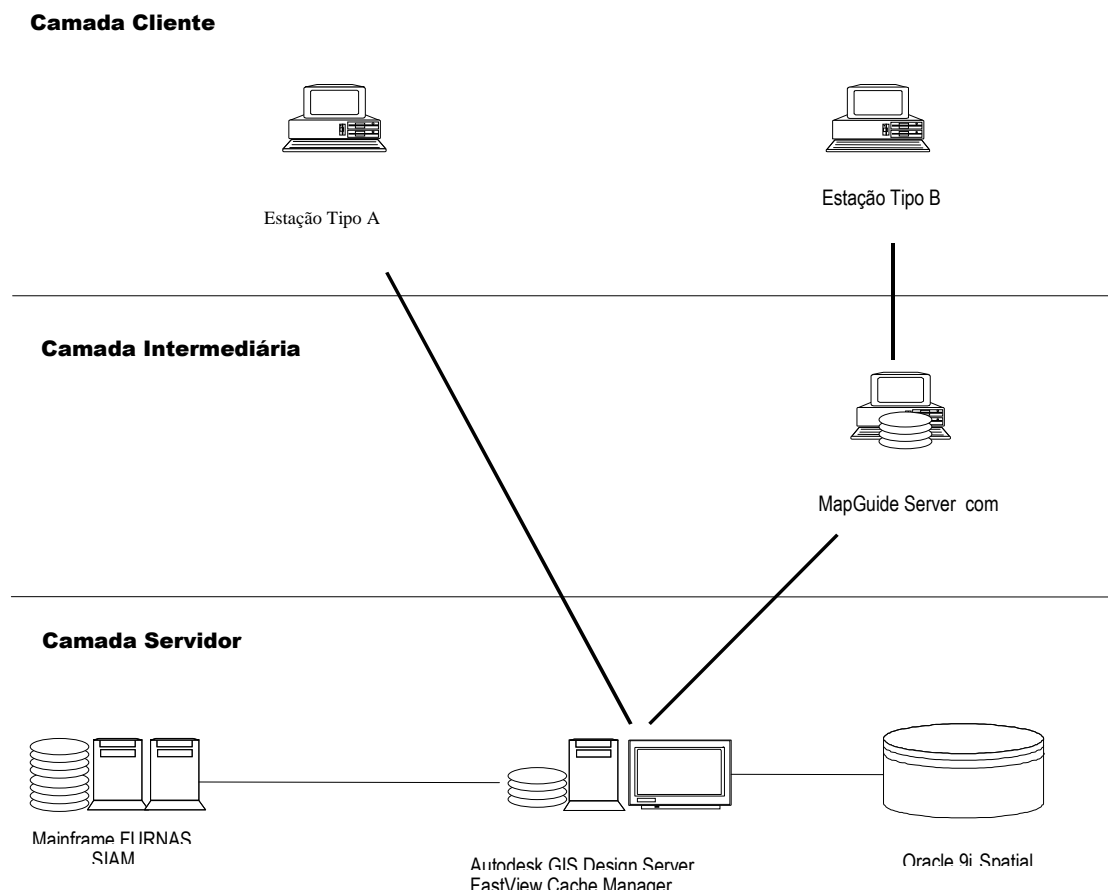 Camada Cliente
Estação Tipo A
Estação Tipo B
Camada Intermediária
MapGuide Server com
Camada Servidor
Mainframe FURNAS
SIAM
Autodesk GIS Design Server
FastView Cache Manager
Oracle 9i Spatial